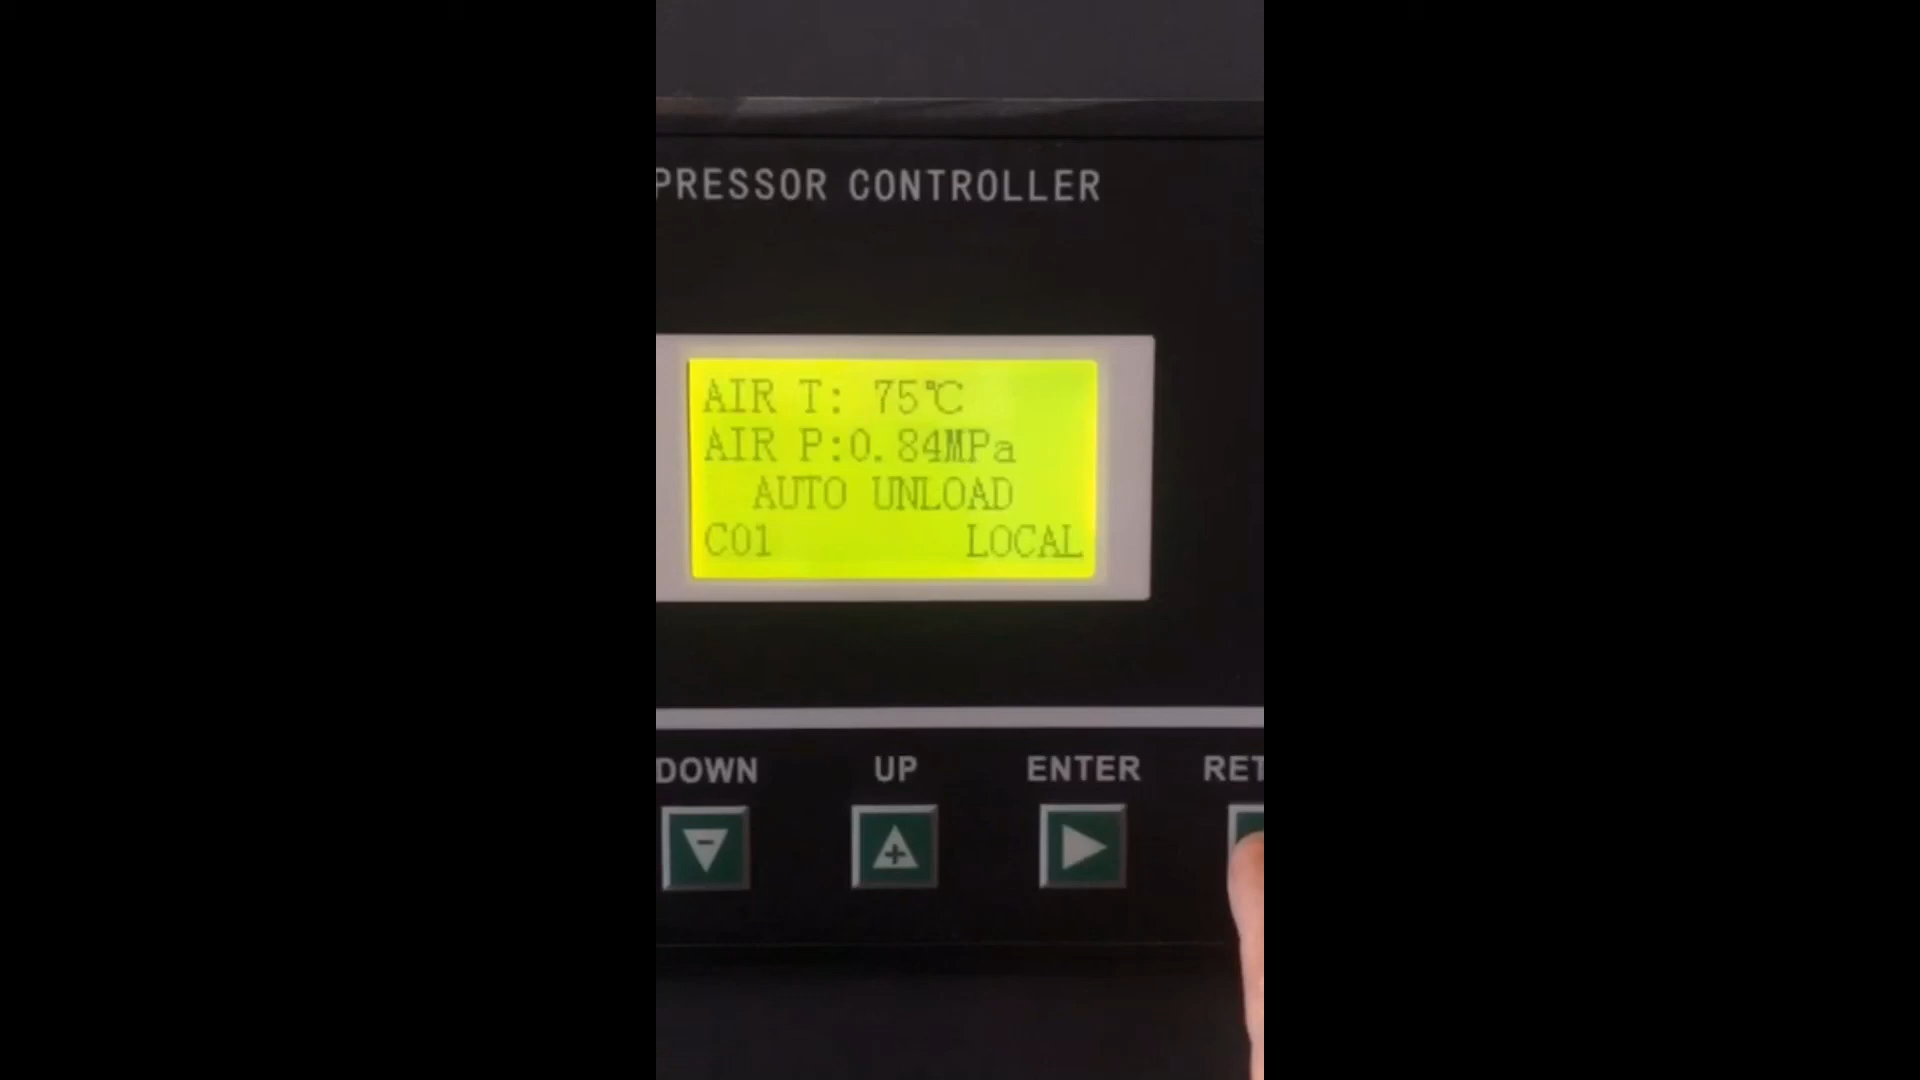 PRESSOR CONTROLLER
AIR T: 75℃
AIR P:0.84MPa
AUTO UNLOAD
C01 LOCAL
DOWN UP ENTER RET
- +